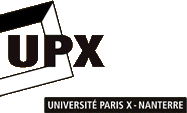 UPX
UNIVERSITÉ PARIS X - NANTERRE